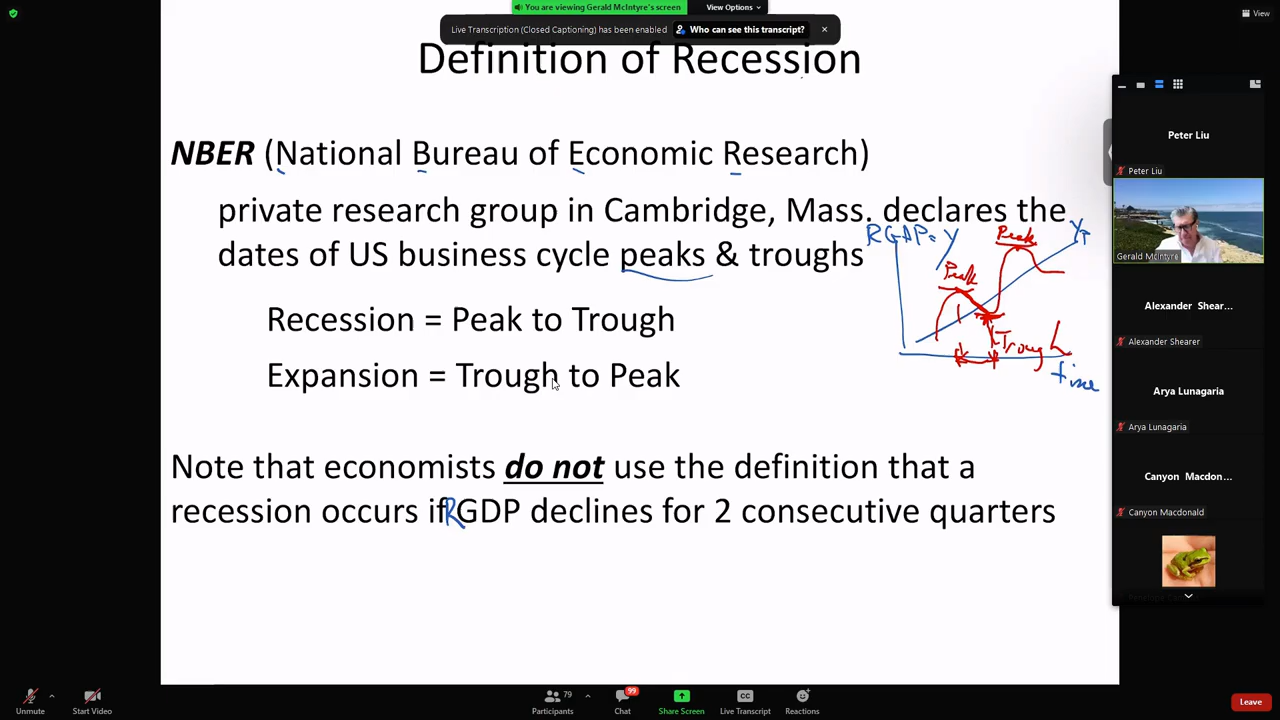 You are viewing Gerald McIntyre's screen
View Options
View
Live Transcription (Closed Captioning) has been enabled
Who can see this transcript?
Definition of Recession
NBER (National Bureau of Economic Research)
private research group in Cambridge, Mass. declares the
dates of US business cycle peaks & troughs
RGDP = Y
Peak
YP
Peak
Trough
time
Recession = Peak to Trough
Expansion = Trough to Peak
Note that economists do not use the definition that a
recession occurs if RGDP declines for 2 consecutive quarters
Peter Liu
Peter Liu
Gerald McIntyre
Alexander Shear...
Alexander Shearer
Arya Lunagaria
Arya Lunagaria
Canyon Macdon...
Canyon Macdonald
Unmute
Start Video
79
Participants
99
Chat
Share Screen
CC
Live Transcript
Reactions
Leave